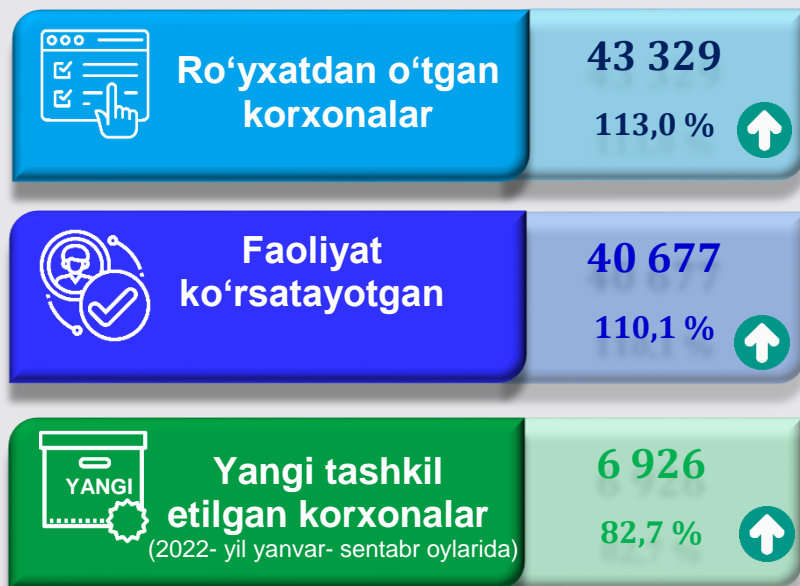 Ro‘yxatdan o‘tgan
korxonalar
43 329
113,0 %
Faoliyat
ko‘rsatayotgan
40 677
110,1 %
YANGI
Yangi tashkil
etilgan korxonalar
(2022- yil yanvar- sentabr oylarida)
6 926
82,7 %